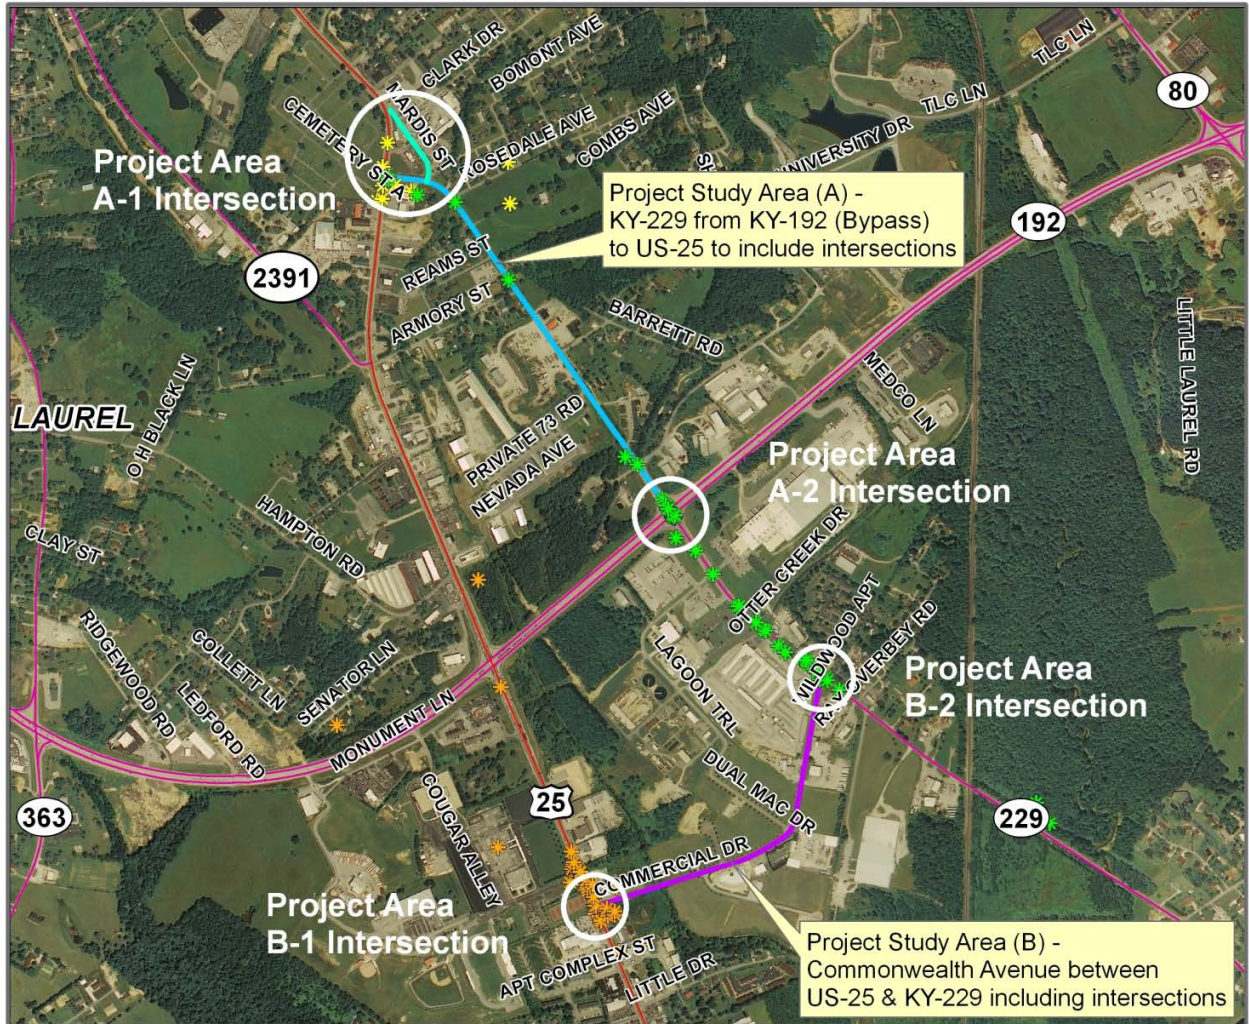 CLARK DR
BOMONT AVE
TLC LN
80
MARDIS ST
CEMETERY ST A
ROSEDALE AVE
COMBS AVE
TLC LN
UNIVERSITY DR
Project Area
A-1 Intersection
Project Study Area (A) -
KY-229 from KY-192 (Bypass)
to US-25 to include intersections
192
REAMS ST
2391
ARMORY ST
BARRETT RD
LITTLE LAUREL RD
MEDCO LN
O H BLACK LN
LAUREL
PRIVATE 73 RD
NEVADA AVE
Project Area
A-2 Intersection
HAMPTON RD
CLAY ST
OTTER CREEK DR
WILDWOOD APT
RAY OVERBEY RD
RIDGEWOOD RD
COLLETT LN
LEDFORD RD
SENATOR LN
MONUMENT LN
LAGOON TRL
Project Area
B-2 Intersection
DUAL MAC DR
25
COUGAR ALLEY
363
229
COMMERCIAL DR
Project Area
B-1 Intersection
APT COMPLEX ST
LITTLE DR
Project Study Area (B) -
Commonwealth Avenue between
US-25 & KY-229 including intersections